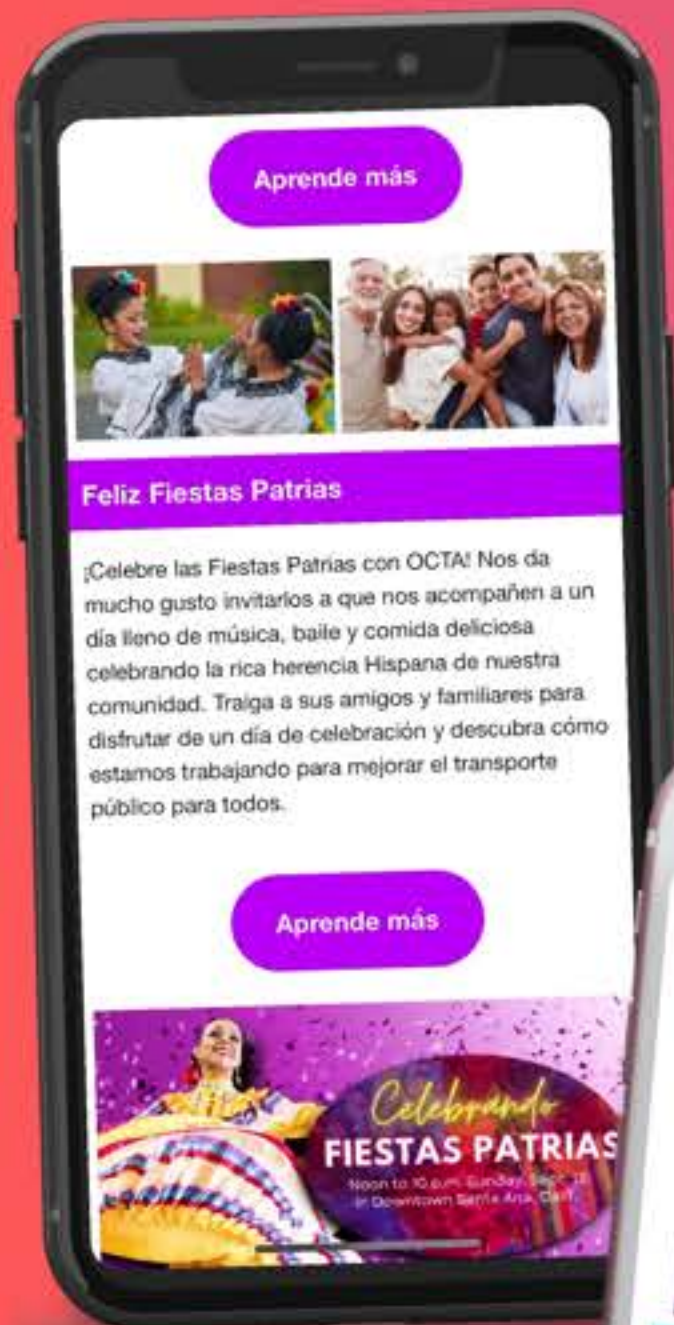 Aprende más
Feliz Fiestas Patrias
¡Celebre las Fiestas Patrias con OCTA! Nos da
mucho gusto invitarlos a que nos acompañen a un
día lleno de música, baile y comida deliciosa
celebrando la rica herencia Hispana de nuestra
comunidad. Traiga a sus amigos y familiares para
disfrutar de un día de celebración y descubra cómo
estamos trabajando para mejorar el transporte
público para todos.
Aprende más
Celebrando
FIESTAS PATRIAS
Noon to 10 p.m. Sunday, Sept.
in Downtown Santa Ana,